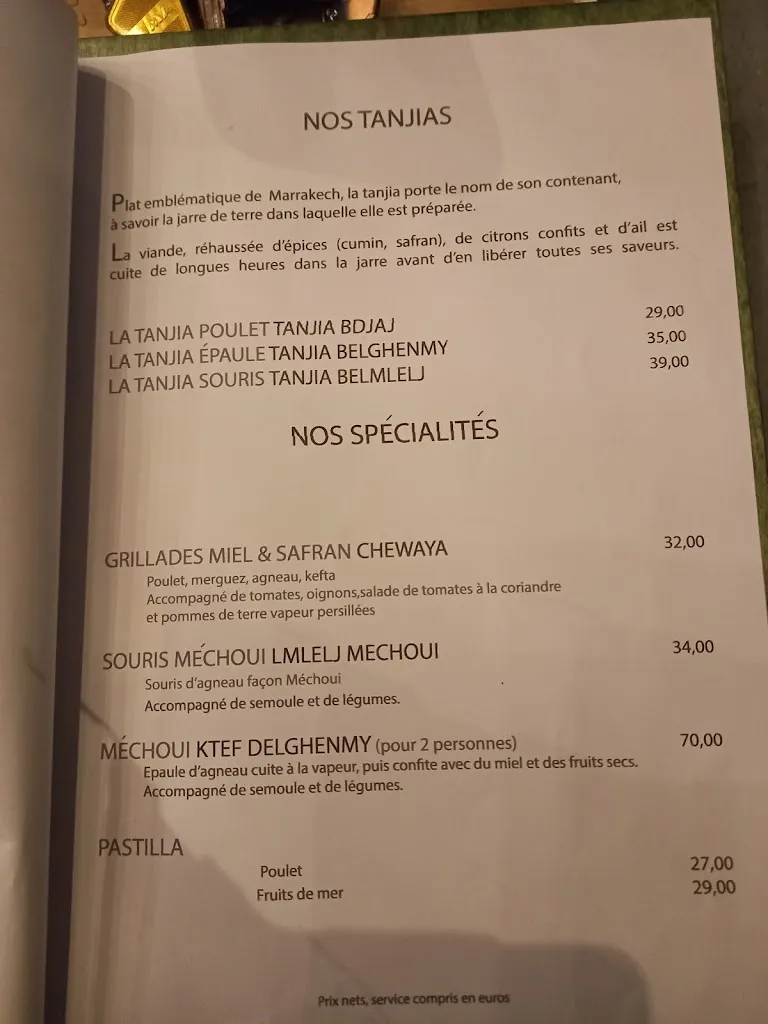 NOS TANJIAS
Plat emblématique de Marrakech, la tanjia porte le nom de son contenant,
à savoir la jarre de terre dans laquelle elle est préparée.
La viande, réhaussée d'épices (cumin, safran), de citrons confits et d'ail est
cuite de longues heures dans la jarre avant d'en libérer toutes ses saveurs.
LA TANJIA POULET TANJIA BDJAJ 29,00
LA TANJIA ÉPAULE TANJIA BELGHENMY 35,00
LA TANJIA SOURIS TANJIA BELMLELJ 39,00
NOS SPÉCIALITÉS
GRILLADES MIEL & SAFRAN CHEWAYA 32,00
Poulet, merguez, agneau, kefta
Accompagné de tomates, oignons,salade de tomates à la coriandre
et pommes de terre vapeur persillées
SOURIS MÉCHOUI LMLELJ MECHOUI 34,00
Souris d'agneau façon Méchoui
Accompagné de semoule et de légumes.
MÉCHOUI KTEF DELGHENMY (pour 2 personnes) 70,00
Epaule d'agneau cuite à la vapeur, puis confite avec du miel et des fruits secs.
Accompagné de semoule et de légumes.
PASTILLA
Poulet 27,00
Fruits de mer 29,00
Prix nets, service compris en euros